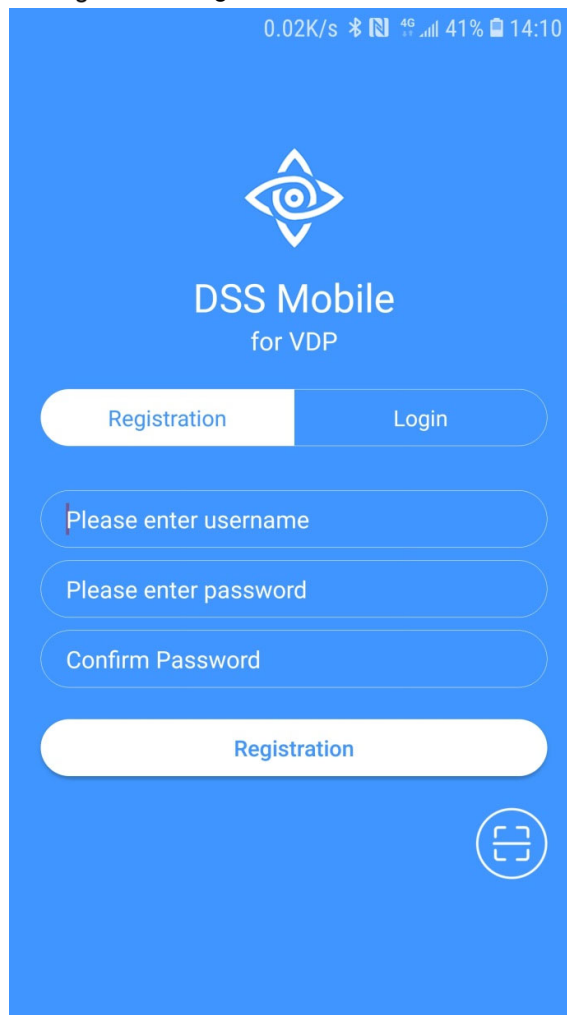 0.02K/s 4G 41% 14:10
DSS Mobile
for VDP
Registration Login
Please enter username
Please enter password
Confirm Password
Registration